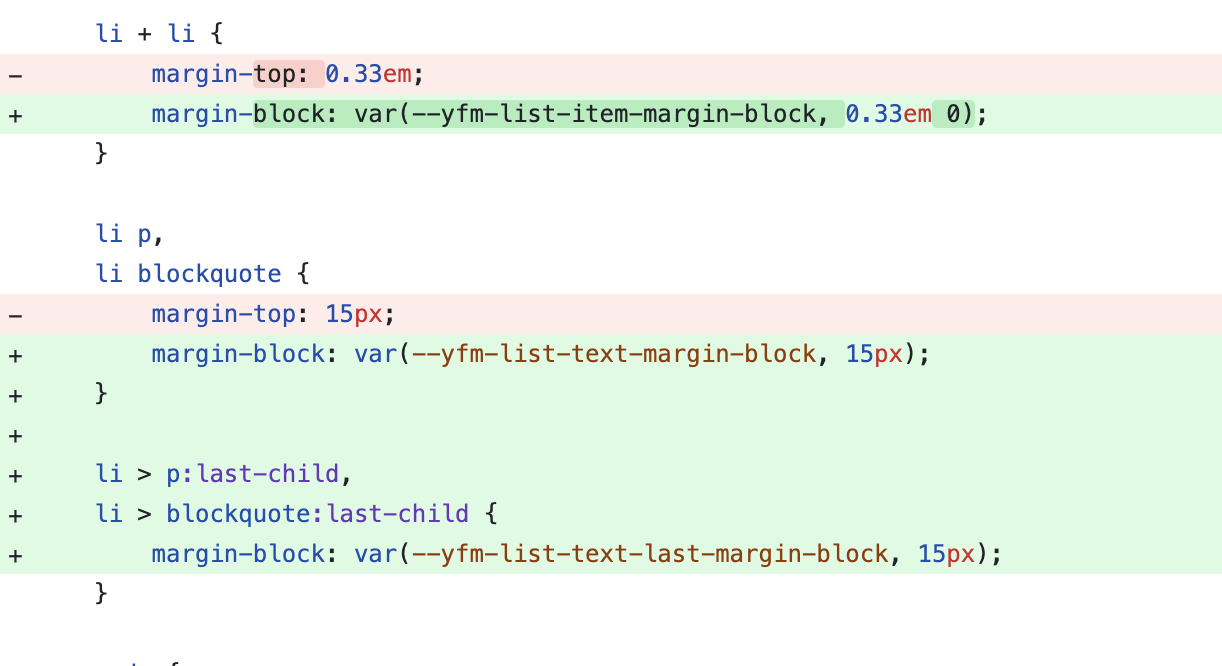 li + li {
− margin-top: 0.33em;
+ margin-block: var(--yfm-list-item-margin-block, 0.33em 0);
}
li p,
li blockquote {
− margin-top: 15px;
+ margin-block: var(--yfm-list-text-margin-block, 15px);
+ }
+
+ li > p:last-child,
+ li > blockquote:last-child {
+ margin-block: var(--yfm-list-text-last-margin-block, 15px);
}